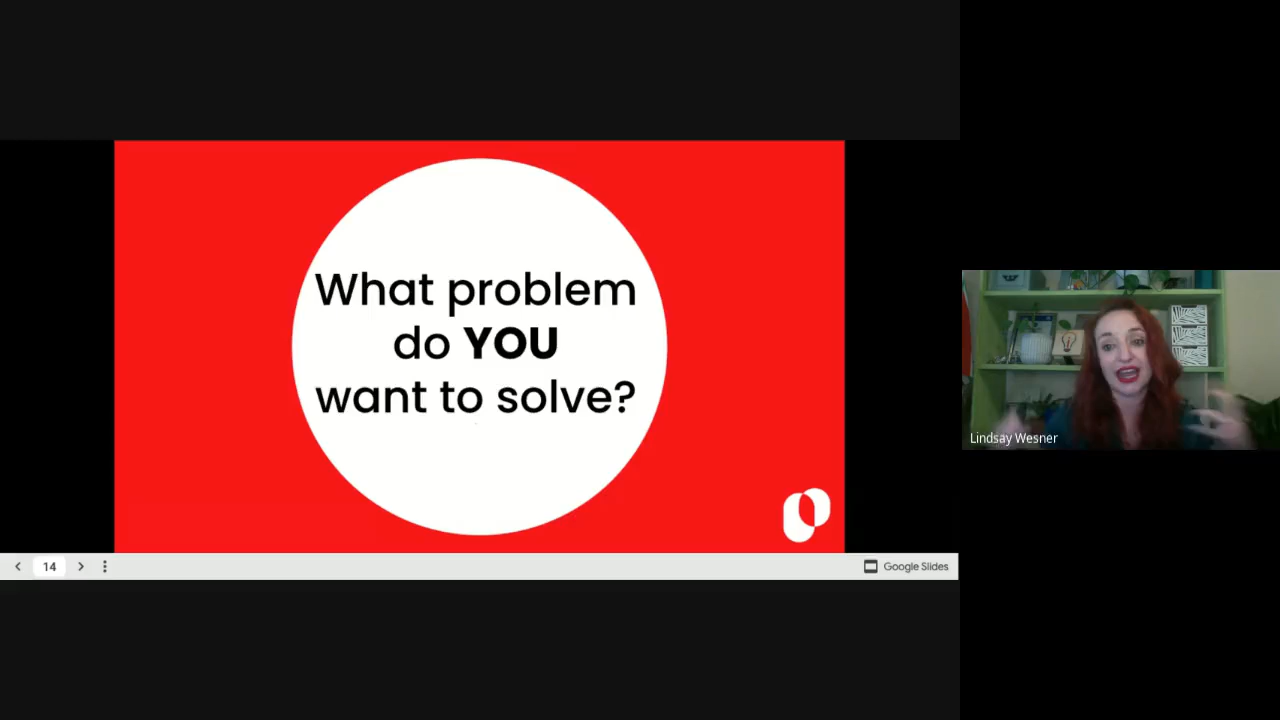 What problem
do YOU
want to solve?
Lindsay Wesner
14
Google Slides